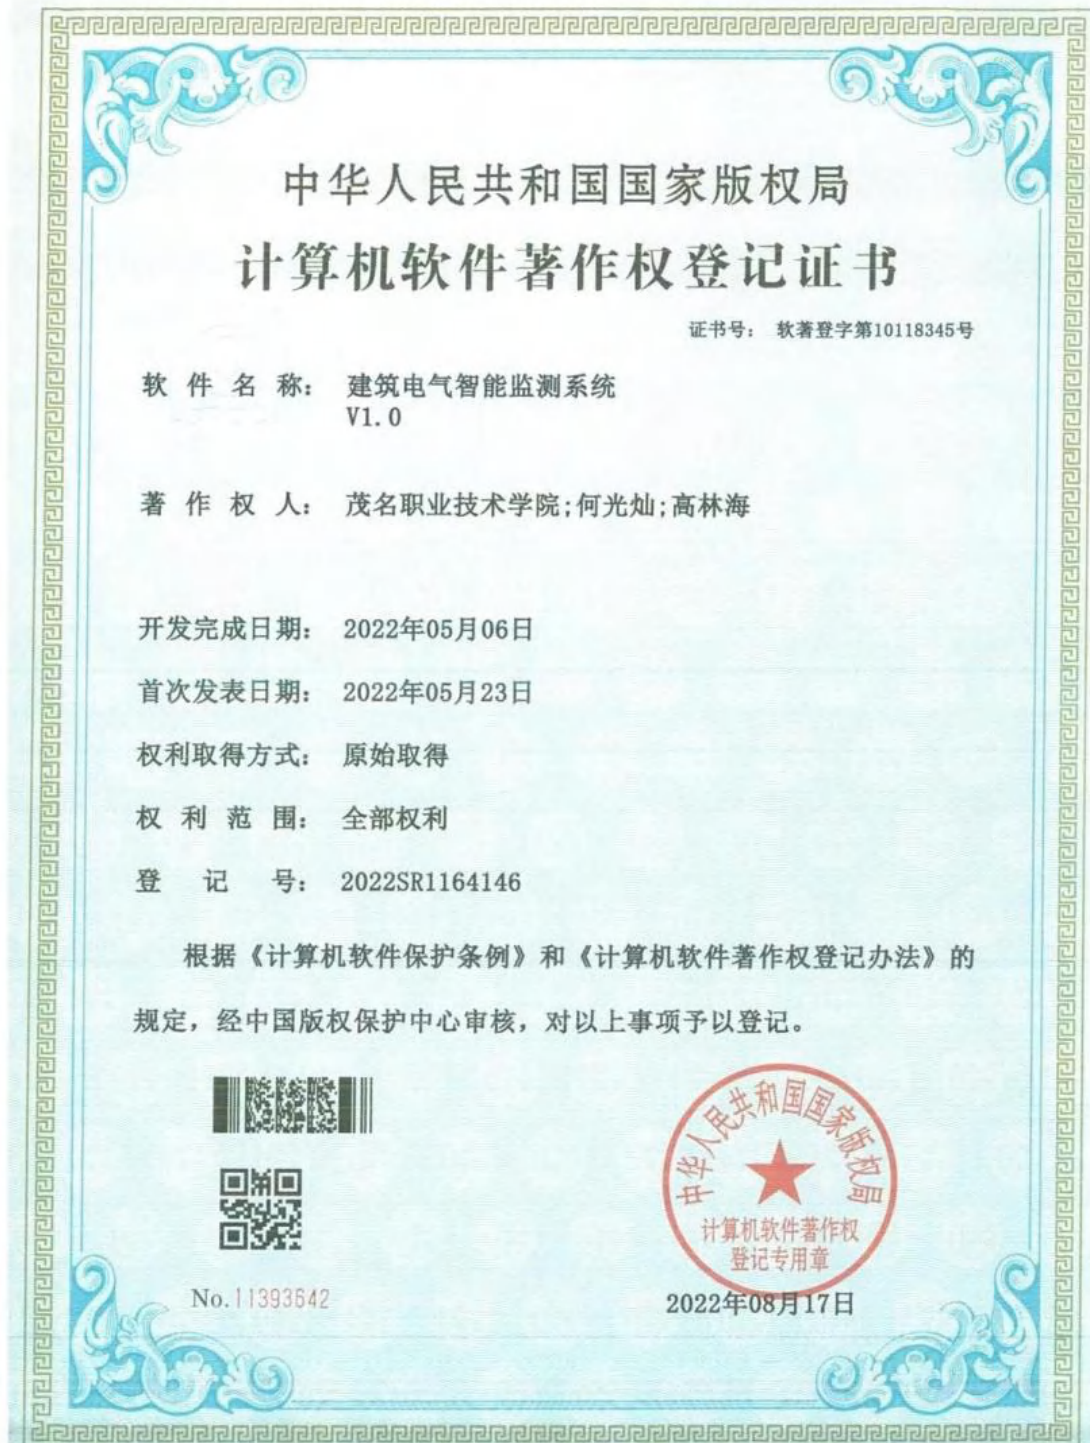 中华人民共和国国家版权局
计算机软件著作权登记证书
证书号： 软著登字第10118345号
软件名称： 建筑电气智能监测系统
V1.0
著作权人： 茂名职业技术学院;何光灿;高林海
开发完成日期： 2022年05月06日
首次发表日期： 2022年05月23日
权利取得方式： 原始取得
权利范围： 全部权利
登记号： 2022SR1164146
根据《计算机软件保护条例》和《计算机软件著作权登记办法》的
规定，经中国版权保护中心审核，对以上事项予以登记。
中华人民共和国国家版权局
计算机软件著作权
登记专用章
No.11393642
2022年08月17日